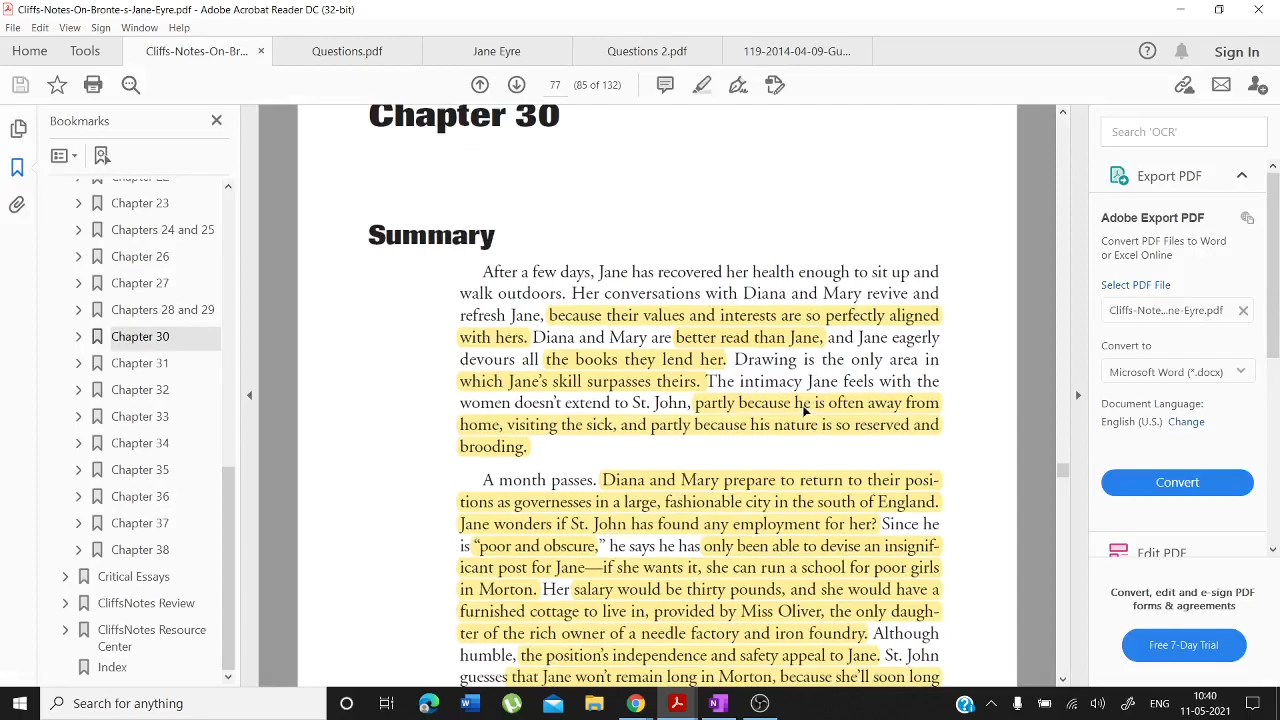 Cliffs-Notes-On-Bronte-s-Jane-Eyre.pdf - Adobe Acrobat Reader DC (32-bit)
File Edit View Sign Window Help
Home Tools Cliffs-Notes-On-Br... Questions.pdf Jane Eyre Questions 2.pdf 119-2014-04-09-Gu... Sign In
77 (85 of 132)
Bookmarks
Chapter 22
Chapter 23
Chapters 24 and 25
Chapter 26
Chapter 27
Chapters 28 and 29
Chapter 30
Chapter 31
Chapter 32
Chapter 33
Chapter 34
Chapter 35
Chapter 36
Chapter 37
Chapter 38
Critical Essays
CliffsNotes Review
CliffsNotes Resource
Center
Index
Chapter 30
Summary
After a few days, Jane has recovered her health enough to sit up and
walk outdoors. Her conversations with Diana and Mary revive and
refresh Jane, because their values and interests are so perfectly aligned
with hers. Diana and Mary are better read than Jane, and Jane eagerly
devours all the books they lend her. Drawing is the only area in
which Jane's skill surpasses theirs. The intimacy Jane feels with the
women doesn't extend to St. John, partly because he is often away from
home, visiting the sick, and partly because his nature is so reserved and
brooding.
A month passes. Diana and Mary prepare to return to their posi-
tions as governesses in a large, fashionable city in the south of England.
Jane wonders if St. John has found any employment for her? Since he
is "poor and obscure," he says he has only been able to devise an insignif-
icant post for Jane—if she wants it, she can run a school for poor girls
in Morton. Her salary would be thirty pounds, and she would have a
furnished cottage to live in, provided by Miss Oliver, the only daugh-
ter of the rich owner of a needle factory and iron foundry. Although
humble, the position's independence and safety appeal to Jane. St. John
guesses that Jane won't remain long in Morton, because she'll soon long
Search 'OCR'
Export PDF
Adobe Export PDF
Convert PDF Files to Word
or Excel Online
Select PDF File
Cliffs-Note...ne-Eyre.pdf
Convert to
Microsoft Word (*.docx)
Document Language:
English (U.S.) Change
Convert
Edit PDF
Convert, edit and e-sign PDF
forms & agreements
Free 7-Day Trial
Type here to search
Search for anything
ENG
10:40
11-05-2021